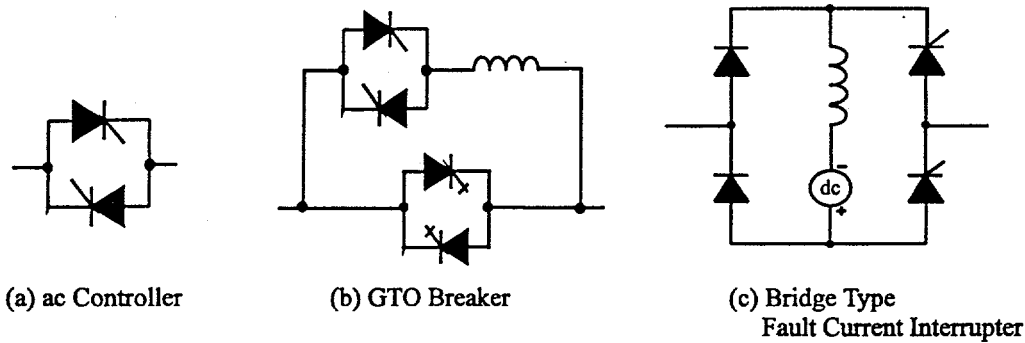 -
dc
+
(a) ac Controller
(b) GTO Breaker
(c) Bridge Type
Fault Current Interrupter